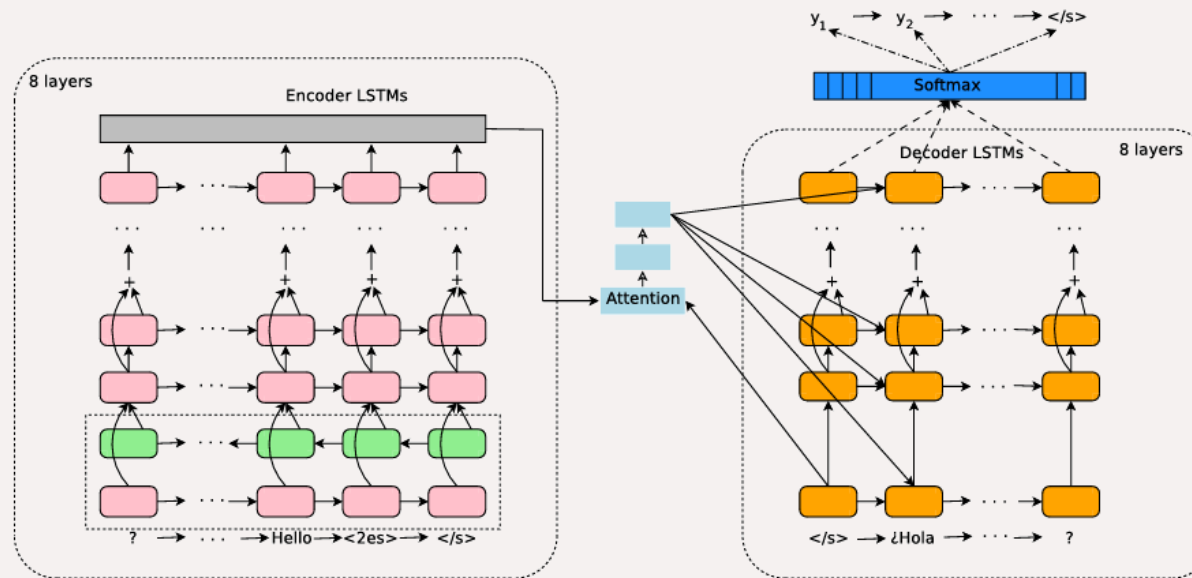 y1 y2 ... </s>
8 layers
Softmax
Encoder LSTMs
Decoder LSTMs
8 layers
... ...
... ... ... ... ... ... ...
+ + + + + + +
Attention
... ...
... ...
...
... ...
? ... Hello <2es> </s>
</s> ¿Hola ... ?